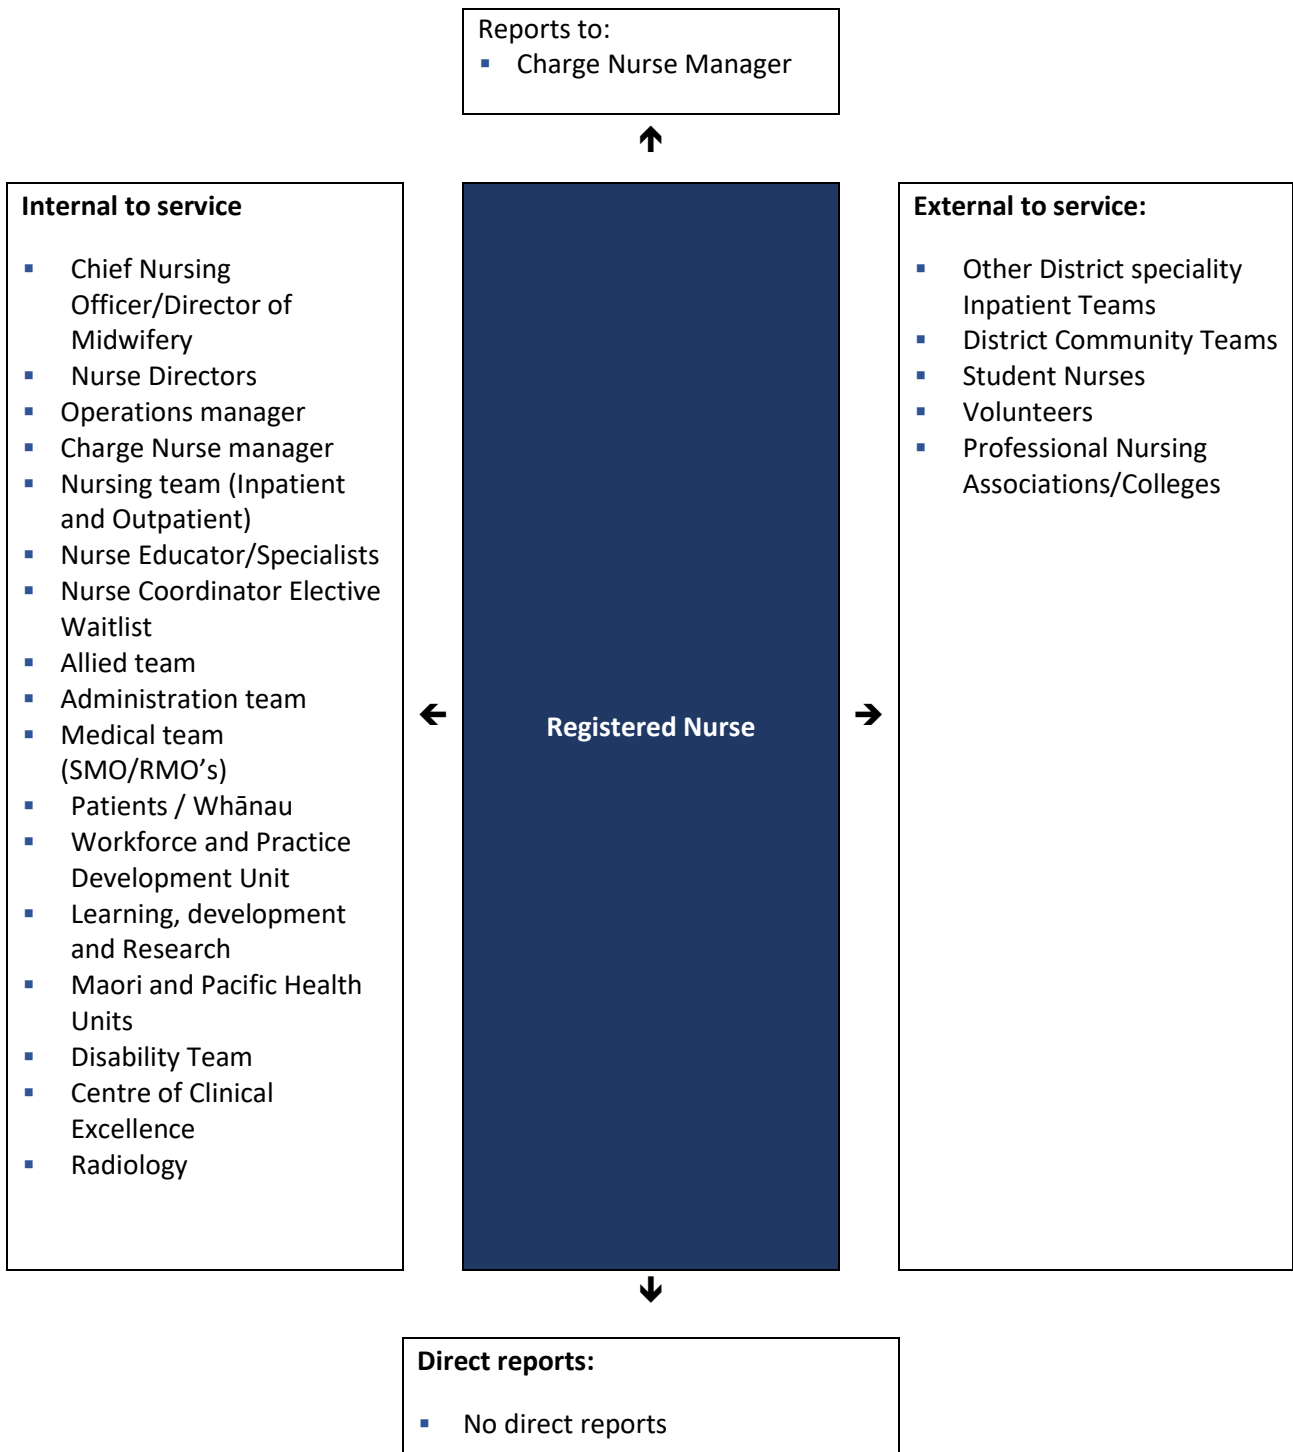 Reports to:
▪ Charge Nurse Manager
↑
Internal to service
▪ Chief Nursing
Officer/Director of
Midwifery
▪ Nurse Directors
▪ Operations manager
▪ Charge Nurse manager
▪ Nursing team (Inpatient
and Outpatient)
▪ Nurse Educator/Specialists
▪ Nurse Coordinator Elective
Waitlist
▪ Allied team
▪ Administration team
▪ Medical team
(SMO/RMO’s)
▪ Patients / Whānau
▪ Workforce and Practice
Development Unit
▪ Learning, development
and Research
▪ Maori and Pacific Health
Units
▪ Disability Team
▪ Centre of Clinical
Excellence
▪ Radiology
←
Registered Nurse
→
External to service:
▪ Other District speciality
Inpatient Teams
▪ District Community Teams
▪ Student Nurses
▪ Volunteers
▪ Professional Nursing
Associations/Colleges
↓
Direct reports:
▪ No direct reports